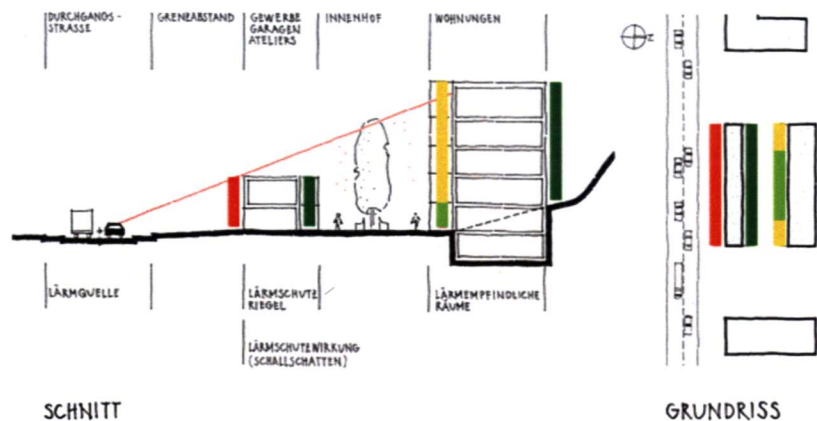 DURCHGANGS-
STRASSE
GRENZABSTAND
GEWERBE
GARAGEN
ATELIERS
INNENHOF
WOHNUNGEN
N
LÄRMQUELLE
LÄRMSCHUTZ
RIEGEL
LÄRMEMPFINDLICHE
RÄUME
LÄRMSCHUTZWIRKUNG
(SCHALLSCHATTEN)
SCHNITT
GRUNDRISS